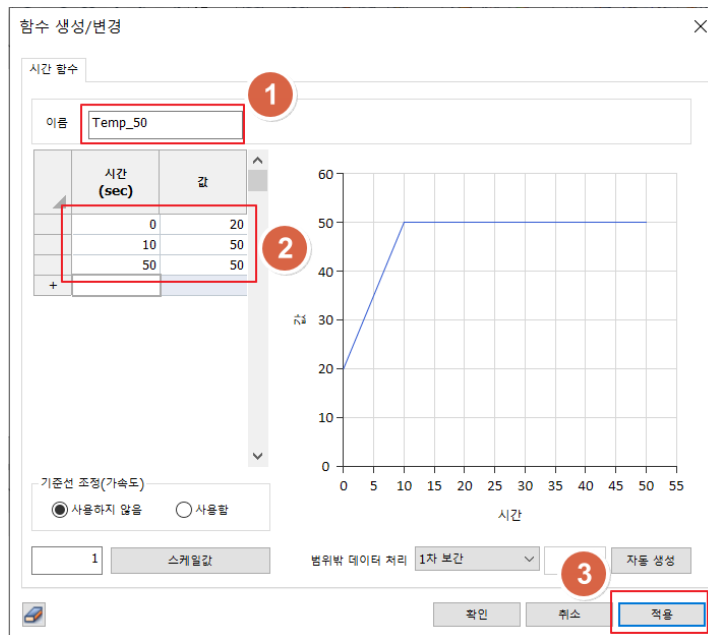 함수 생성/변경
시간 함수
1
이름 Temp_50
시간 (sec) 값
0 20
10 50
50 50
+
2
60
50
40
30
20
10
0
값
0 5 10 15 20 25 30 35 40 45 50 55
시간
기준선 조정(가속도)
사용하지 않음 사용함
1 스케일값 범위밖 데이터 처리 1차 보간 자동 생성
3
확인 취소 적용